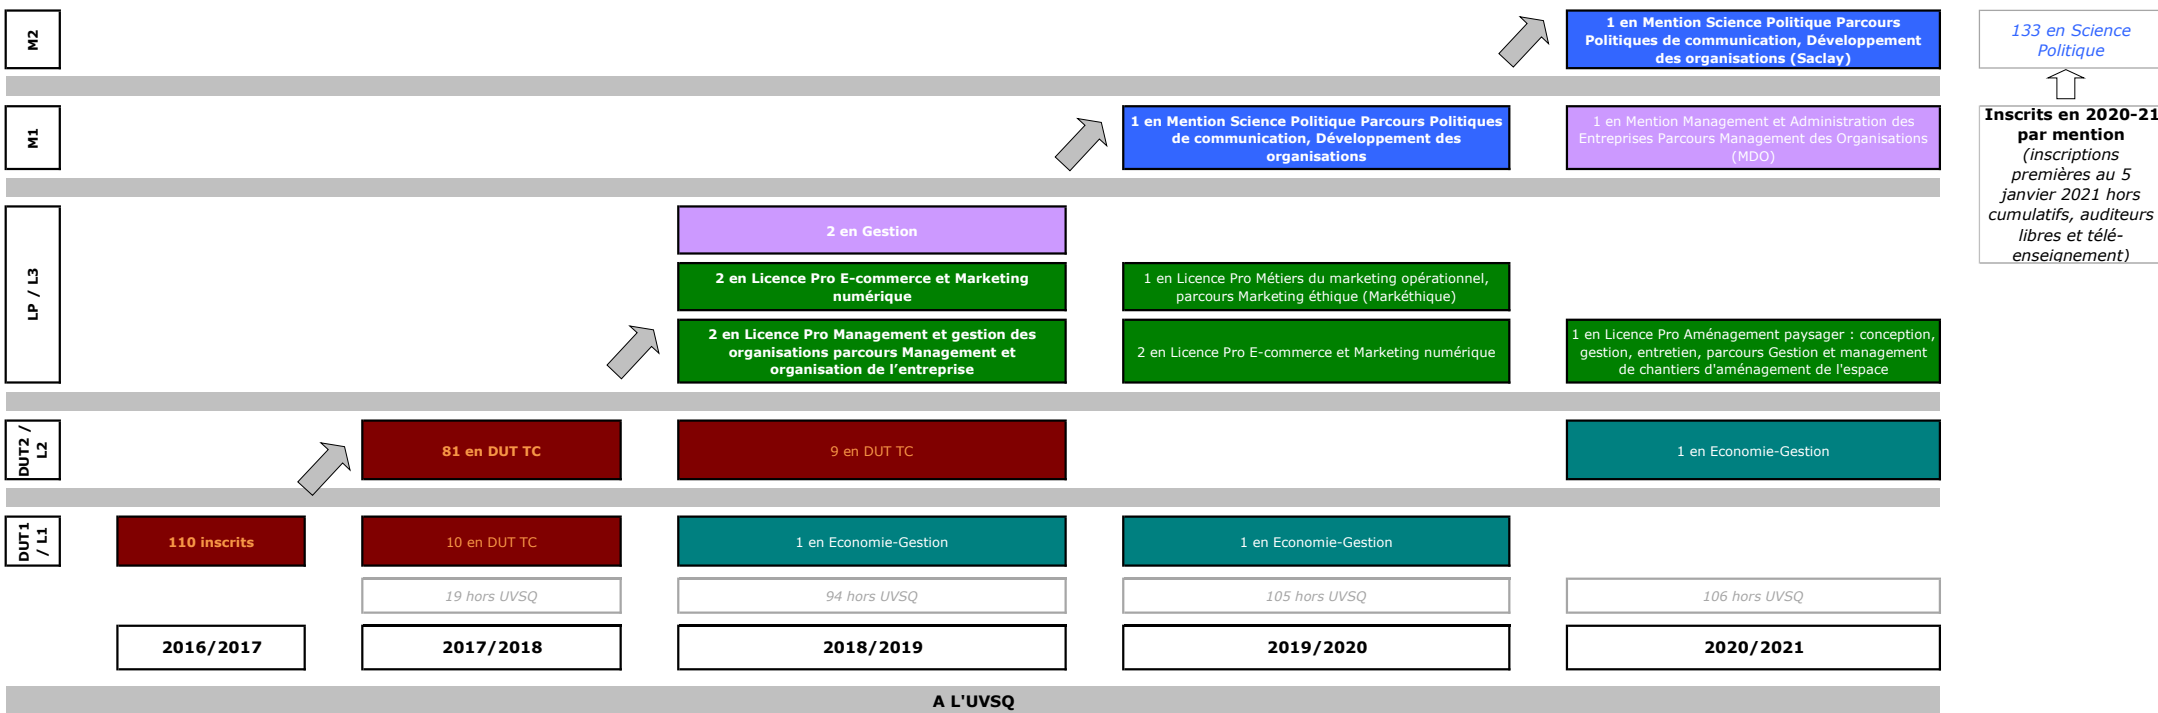 M2
1 en Mention Science Politique Parcours
Politiques de communication, Développement
des organisations (Saclay)
133 en Science
Politique
M1
1 en Mention Science Politique Parcours Politiques
de communication, Développement des
organisations
1 en Mention Management et Administration des
Entreprises Parcours Management des Organisations
(MDO)
Inscrits en 2020-21
par mention
(inscriptions
premières au 5
janvier 2021 hors
cumulatifs, auditeurs
libres et télé-
enseignement)
LP / L3
2 en Gestion
2 en Licence Pro E-commerce et Marketing
numérique
1 en Licence Pro Métiers du marketing opérationnel,
parcours Marketing éthique (Markéthique)
2 en Licence Pro Management et gestion des
organisations parcours Management et
organisation de l'entreprise
2 en Licence Pro E-commerce et Marketing numérique
1 en Licence Pro Aménagement paysager : conception,
gestion, entretien, parcours Gestion et management
de chantiers d'aménagement de l'espace
DUT2 /
L2
81 en DUT TC
9 en DUT TC
1 en Economie-Gestion
DUT1
/ L1
110 inscrits
10 en DUT TC
1 en Economie-Gestion
1 en Economie-Gestion
19 hors UVSQ
94 hors UVSQ
105 hors UVSQ
106 hors UVSQ
2016/2017
2017/2018
2018/2019
2019/2020
2020/2021
A L'UVSQ